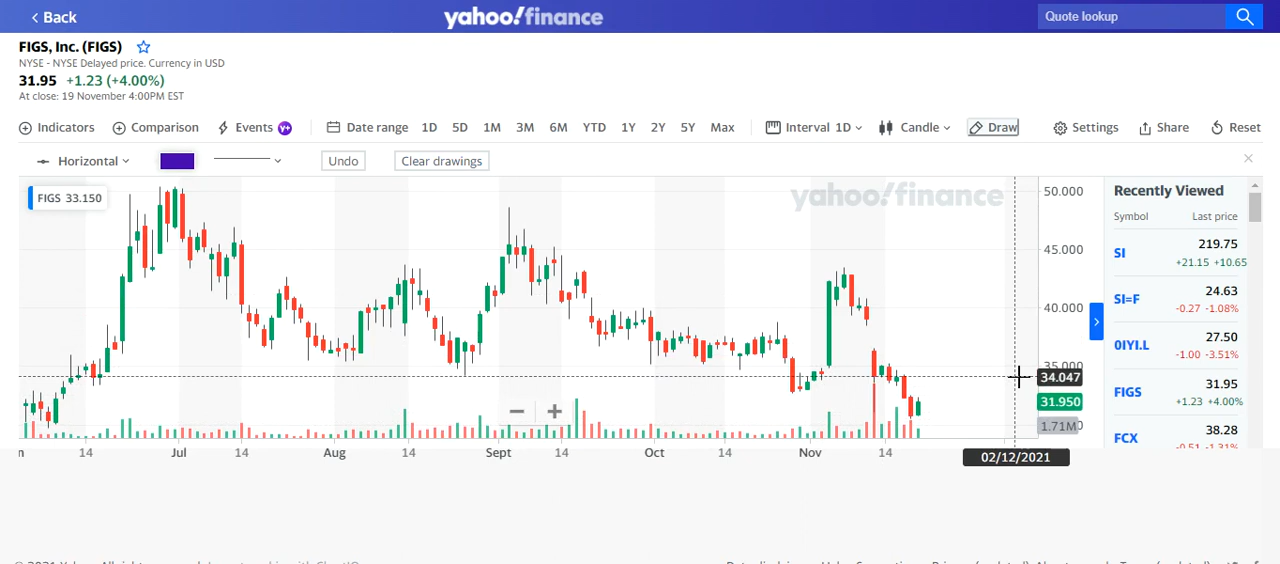 Back
yahoo!finance
Quote lookup
FIGS, Inc. (FIGS)
NYSE - NYSE Delayed price. Currency in USD
31.95 +1.23 (+4.00%)
At close: 19 November 4:00PM EST
Indicators Comparison Events Y+ Date range 1D 5D 1M 3M 6M YTD 1Y 2Y 5Y Max Interval 1D Candle Draw Settings Share Reset
Horizontal Undo Clear drawings
FIGS 33.150
yahoo!finance
50.000
45.000
40.000
35.000
34.047
31.950
1.71M
14 Jul 14 Aug 14 Sept 14 Oct 14 Nov 14
02/12/2021
Recently Viewed
Symbol Last price
SI 219.75
+21.15 +10.65
SI=F 24.63
-0.27 -1.08%
0IYI.L 27.50
-1.00 -3.51%
FIGS 31.95
+1.23 +4.00%
FCX 38.28
-0.51 -1.31%